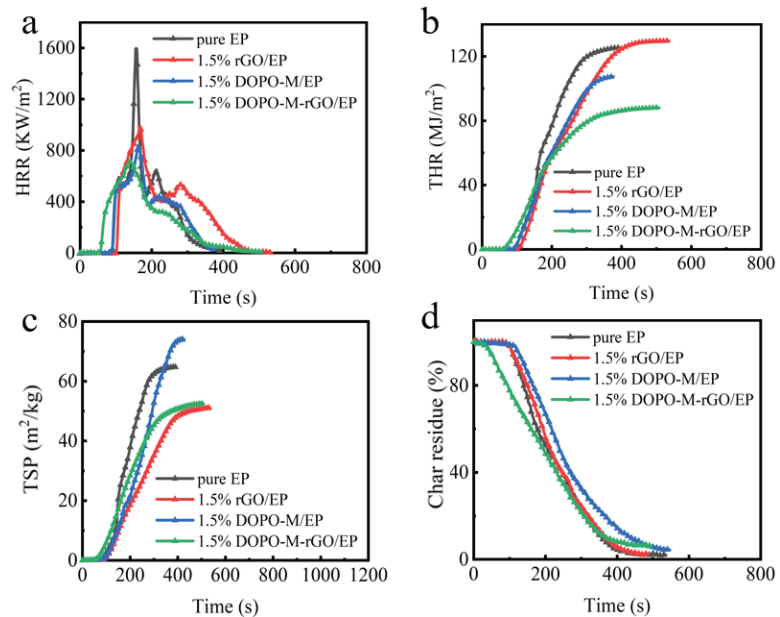 a
pure EP
1.5% rGO/EP
1.5% DOPO-M/EP
1.5% DOPO-M-rGO/EP
HRR (KW/m²)
1600
1200
800
400
0
0 200 400 600 800
Time (s)
b
pure EP
1.5% rGO/EP
1.5% DOPO-M/EP
1.5% DOPO-M-rGO/EP
THR (MJ/m²)
120
80
40
0
0 200 400 600 800
Time (s)
c
pure EP
1.5% rGO/EP
1.5% DOPO-M/EP
1.5% DOPO-M-rGO/EP
TSP (m²/kg)
80
60
40
20
0
0 200 400 600 800 1000 1200
Time (s)
d
pure EP
1.5% rGO/EP
1.5% DOPO-M/EP
1.5% DOPO-M-rGO/EP
Char residue (%)
80
40
0
0 200 400 600 800
Time (s)